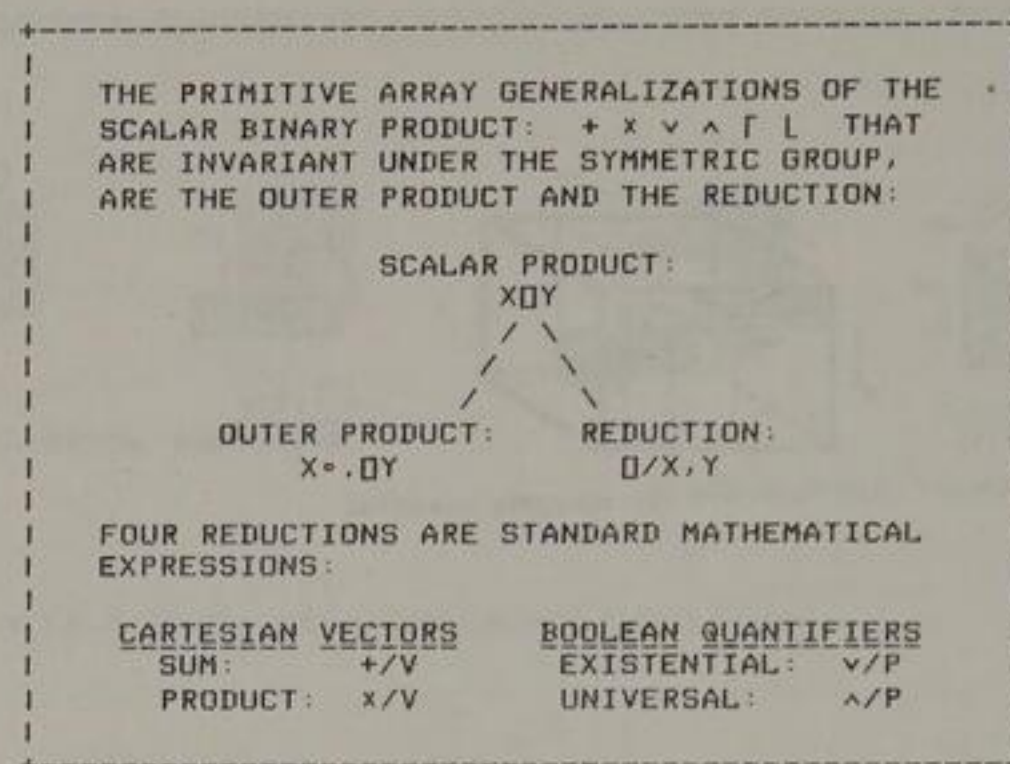 THE PRIMITIVE ARRAY GENERALIZATIONS OF THE
SCALAR BINARY PRODUCT: + × ∨ ∧ ⌈ ⌊ THAT
ARE INVARIANT UNDER THE SYMMETRIC GROUP,
ARE THE OUTER PRODUCT AND THE REDUCTION:
SCALAR PRODUCT:
X⎕Y
OUTER PRODUCT: REDUCTION:
X∘.⎕Y ⎕/X,Y
FOUR REDUCTIONS ARE STANDARD MATHEMATICAL
EXPRESSIONS:
CARTESIAN VECTORS BOOLEAN QUANTIFIERS
SUM: +/V EXISTENTIAL: ∨/P
PRODUCT: ×/V UNIVERSAL: ∧/P